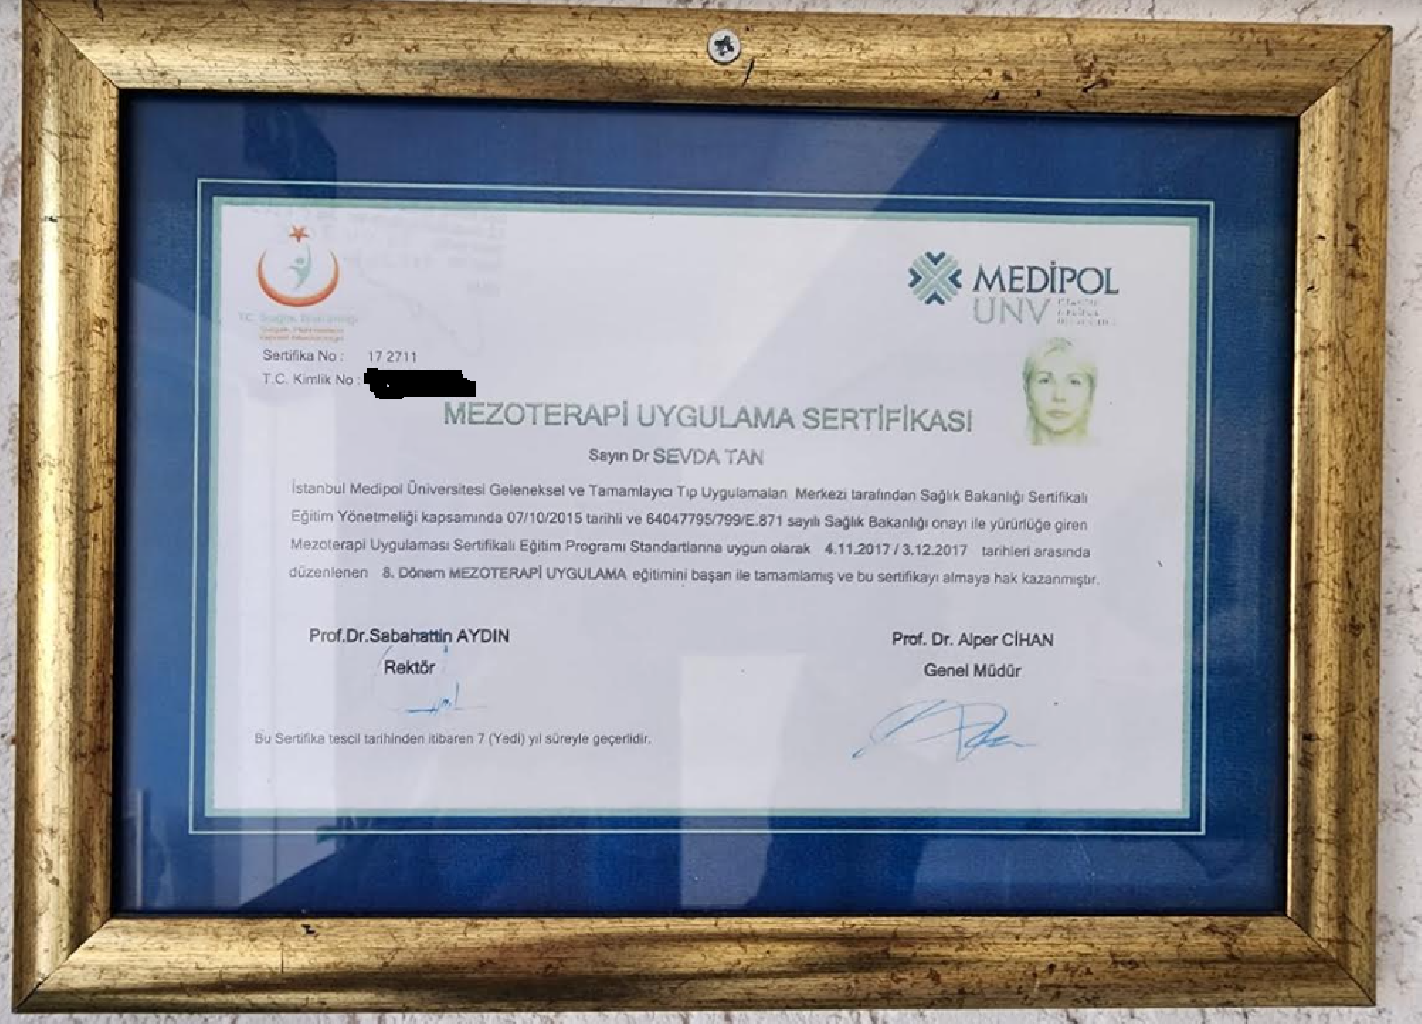 T.C. Sağlık Bakanlığı
MEDİPOL
UNV
Sertifika No : 17 2711
T.C. Kimlik No :
MEZOTERAPİ UYGULAMA SERTİFİKASI
Sayın Dr SEVDA TAN
İstanbul Medipol Üniversitesi Geleneksel ve Tamamlayıcı Tıp Uygulamaları Merkezi tarafından Sağlık Bakanlığı Sertifikalı
Eğitim Yönetmeliği kapsamında 07/10/2015 tarihli ve 64047795/799/E.871 sayılı Sağlık Bakanlığı onayı ile yürürlüğe giren
Mezoterapi Uygulaması Sertifikalı Eğitim Programı Standartlarına uygun olarak 4.11.2017 / 3.12.2017 tarihleri arasında
düzenlenen 8. Dönem MEZOTERAPİ UYGULAMA eğitimini başarı ile tamamlamış ve bu sertifikayı almaya hak kazanmıştır.
Prof.Dr.Sabahattin AYDIN
Rektör
Prof. Dr. Alper CİHAN
Genel Müdür
Bu Sertifika tescil tarihinden itibaren 7 (Yedi) yıl süreyle geçerlidir.